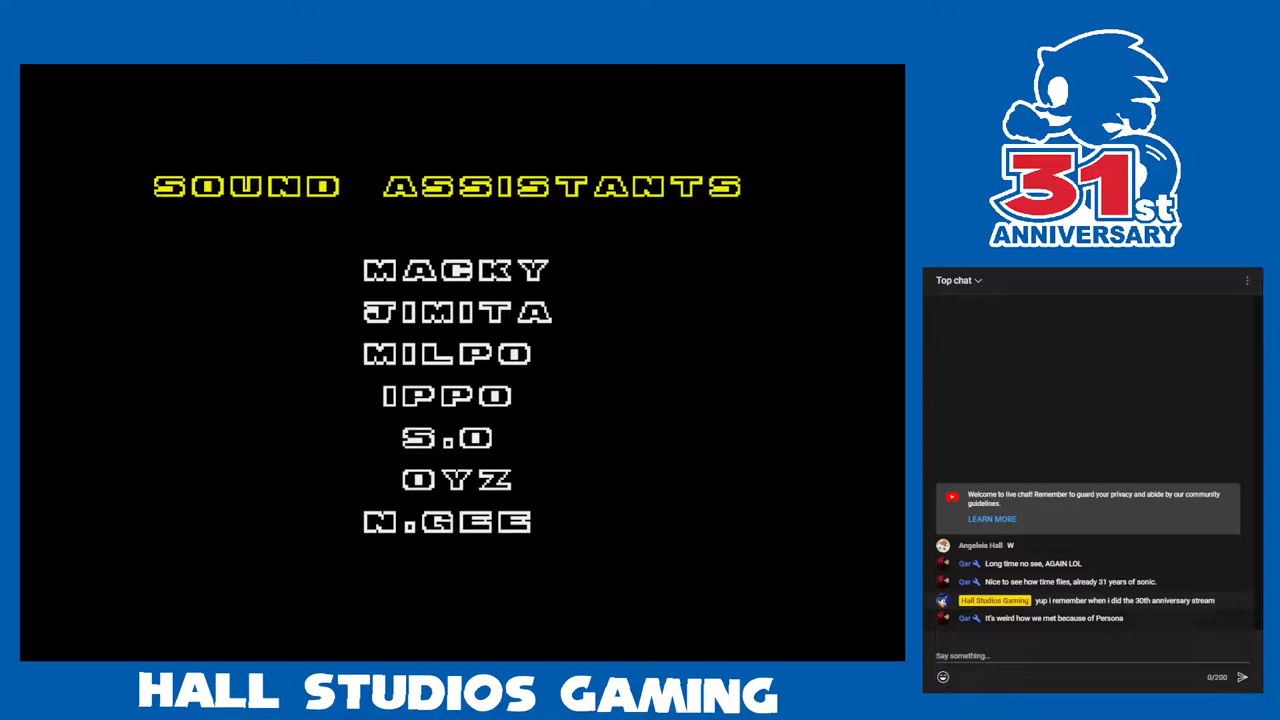 SOUND ASSISTANTS
MACKY
JIMITA
MILPO
IPPO
S.O
OYZ
N.GEE
HALL STUDIOS GAMING
31st
ANNIVERSARY
Top chat
Welcome to live chat! Remember to guard your privacy and abide by our community
guidelines.
LEARN MORE
Angeleia Hall W
Qar Long time no see, AGAIN LOL
Qar Nice to see how time flies, already 31 years of sonic.
Hall Studios Gaming yup i remember when i did the 30th anniversary stream
Qar It's weird how we met because of Persona
Say something...
0/200